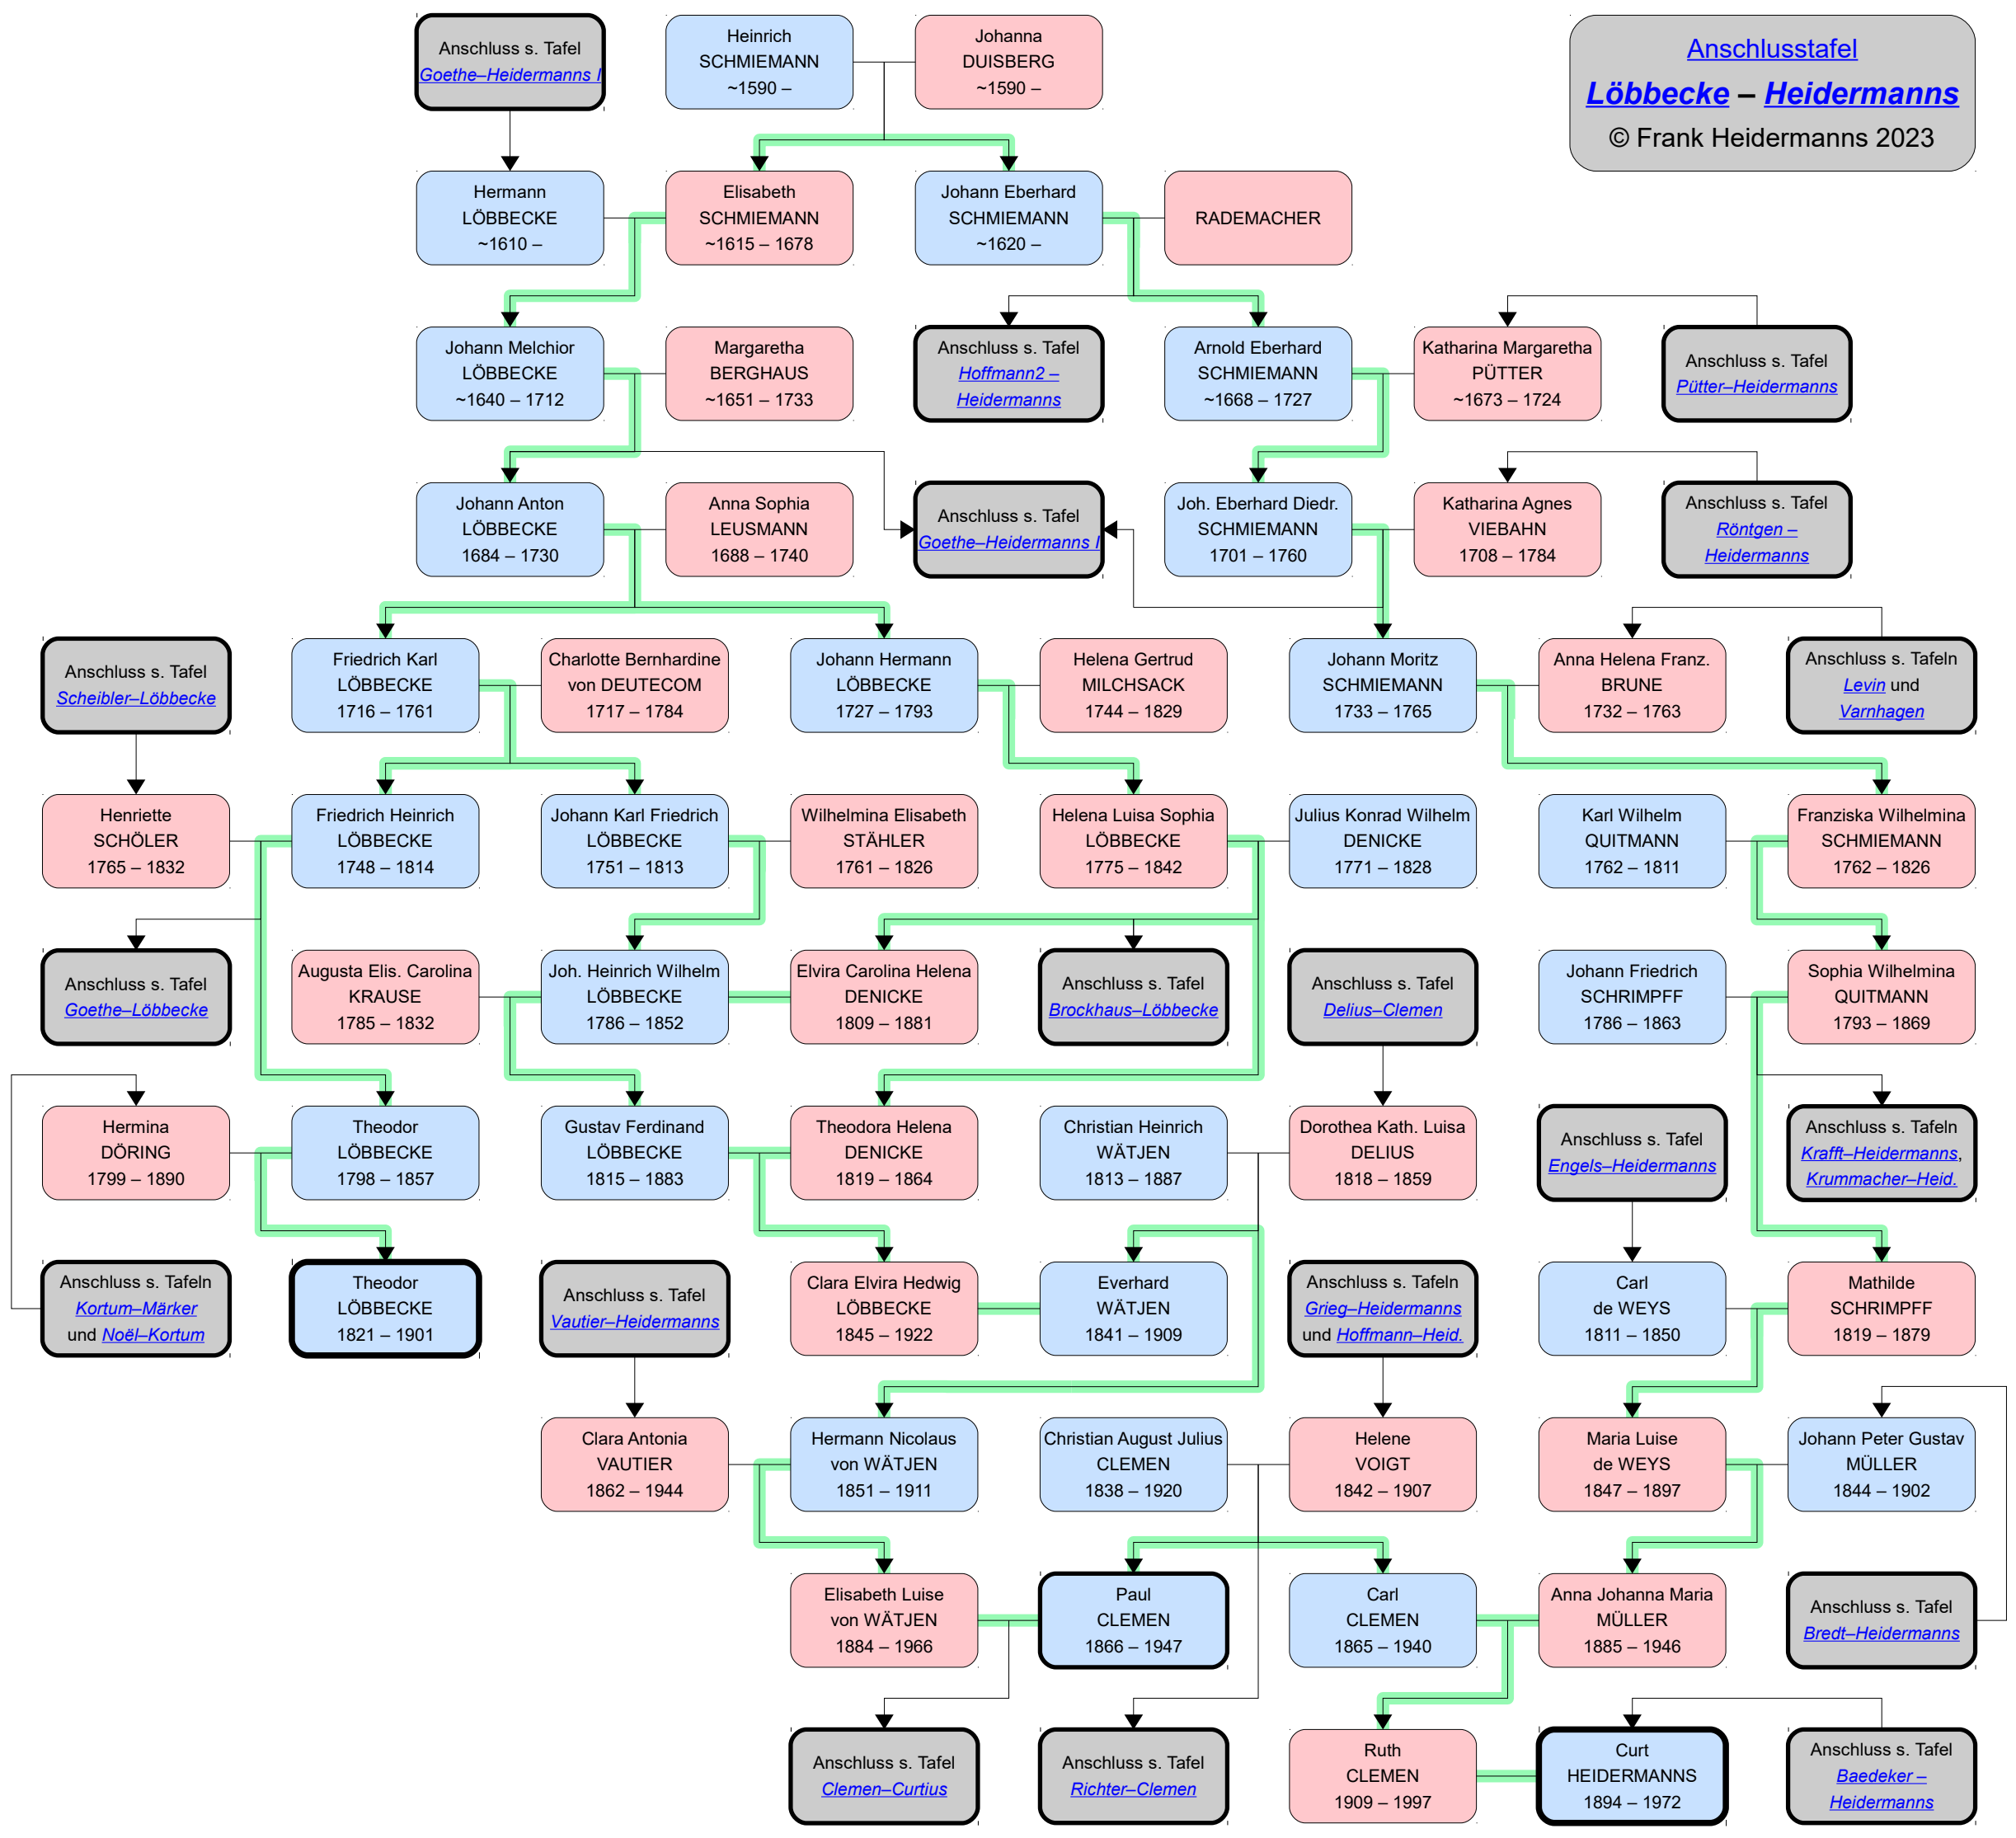 Anschluss s. Tafel
Goethe–Heidermanns I
Heinrich
SCHMIEMANN
~1590 –
Johanna
DUISBERG
~1590 –
Anschlusstafel
Löbbecke – Heidermanns
© Frank Heidermanns 2023
Hermann
LÖBBECKE
~1610 –
Elisabeth
SCHMIEMANN
~1615 – 1678
Johann Eberhard
SCHMIEMANN
~1620 –
RADEMACHER
Johann Melchior
LÖBBECKE
~1640 – 1712
Margaretha
BERGHAUS
~1651 – 1733
Anschluss s. Tafel
Hoffmann2 –
Heidermanns
Arnold Eberhard
SCHMIEMANN
~1668 – 1727
Katharina Margaretha
PÜTTER
~1673 – 1724
Anschluss s. Tafel
Pütter–Heidermanns
Johann Anton
LÖBBECKE
1684 – 1730
Anna Sophia
LEUSMANN
1688 – 1740
Anschluss s. Tafel
Goethe–Heidermanns I
Joh. Eberhard Diedr.
SCHMIEMANN
1701 – 1760
Katharina Agnes
VIEBAHN
1708 – 1784
Anschluss s. Tafel
Röntgen –
Heidermanns
Anschluss s. Tafel
Scheibler–Löbbecke
Friedrich Karl
LÖBBECKE
1716 – 1761
Charlotte Bernhardine
von DEUTECOM
1717 – 1784
Johann Hermann
LÖBBECKE
1727 – 1793
Helena Gertrud
MILCHSACK
1744 – 1829
Johann Moritz
SCHMIEMANN
1733 – 1765
Anna Helena Franz.
BRUNE
1732 – 1763
Anschluss s. Tafeln
Levin und
Varnhagen
Henriette
SCHÖLER
1765 – 1832
Friedrich Heinrich
LÖBBECKE
1748 – 1814
Johann Karl Friedrich
LÖBBECKE
1751 – 1813
Wilhelmina Elisabeth
STÄHLER
1761 – 1826
Helena Luisa Sophia
LÖBBECKE
1775 – 1842
Julius Konrad Wilhelm
DENICKE
1771 – 1828
Karl Wilhelm
QUITMANN
1762 – 1811
Franziska Wilhelmina
SCHMIEMANN
1762 – 1826
Anschluss s. Tafel
Goethe–Löbbecke
Augusta Elis. Carolina
KRAUSE
1785 – 1832
Joh. Heinrich Wilhelm
LÖBBECKE
1786 – 1852
Elvira Carolina Helena
DENICKE
1809 – 1881
Anschluss s. Tafel
Brockhaus–Löbbecke
Anschluss s. Tafel
Delius–Clemen
Johann Friedrich
SCHRIMPFF
1786 – 1863
Sophia Wilhelmina
QUITMANN
1793 – 1869
Hermina
DÖRING
1799 – 1890
Theodor
LÖBBECKE
1798 – 1857
Gustav Ferdinand
LÖBBECKE
1815 – 1883
Theodora Helena
DENICKE
1819 – 1864
Christian Heinrich
WÄTJEN
1813 – 1887
Dorothea Kath. Luisa
DELIUS
1818 – 1859
Anschluss s. Tafel
Engels–Heidermanns
Anschluss s. Tafeln
Krafft–Heidermanns,
Krummacher–Heid.
Anschluss s. Tafeln
Kortum–Märker
und Noël–Kortum
Theodor
LÖBBECKE
1821 – 1901
Anschluss s. Tafel
Vautier–Heidermanns
Clara Elvira Hedwig
LÖBBECKE
1845 – 1922
Everhard
WÄTJEN
1841 – 1909
Anschluss s. Tafeln
Grieg–Heidermanns
und Hoffmann–Heid.
Carl
de WEYS
1811 – 1850
Mathilde
SCHRIMPFF
1819 – 1879
Clara Antonia
VAUTIER
1862 – 1944
Hermann Nicolaus
von WÄTJEN
1851 – 1911
Christian August Julius
CLEMEN
1838 – 1920
Helene
VOIGT
1842 – 1907
Maria Luise
de WEYS
1847 – 1897
Johann Peter Gustav
MÜLLER
1844 – 1902
Elisabeth Luise
von WÄTJEN
1884 – 1966
Paul
CLEMEN
1866 – 1947
Carl
CLEMEN
1865 – 1940
Anna Johanna Maria
MÜLLER
1885 – 1946
Anschluss s. Tafel
Bredt–Heidermanns
Anschluss s. Tafel
Clemen–Curtius
Anschluss s. Tafel
Richter–Clemen
Ruth
CLEMEN
1909 – 1997
Curt
HEIDERMANNS
1894 – 1972
Anschluss s. Tafel
Baedeker –
Heidermanns